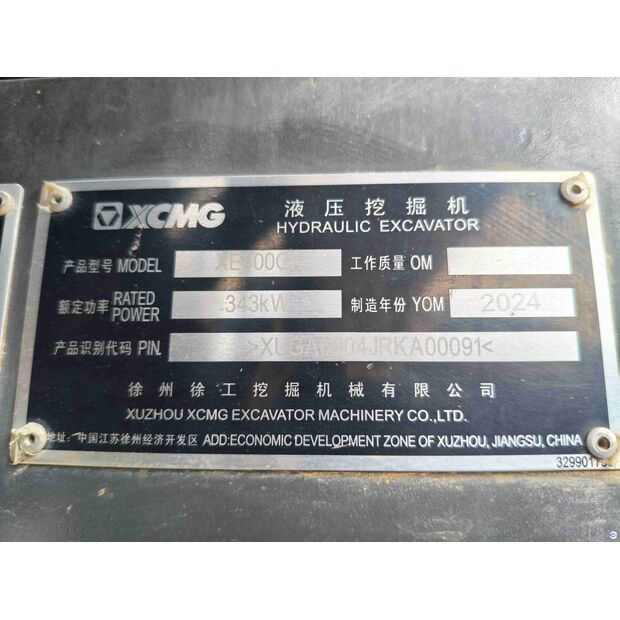 XCMG 液压挖掘机
HYDRAULIC EXCAVATOR
产品型号 MODEL 工作质量 OM
额定功率 RATED POWER 343kW 制造年份 YOM 2024
产品识别代码 PIN.
徐州徐工挖掘机械有限公司
XUZHOU XCMG EXCAVATOR MACHINERY CO.,LTD.
地址: 中国江苏徐州经济开发区 ADD:ECONOMIC DEVELOPMENT ZONE OF XUZHOU, JIANGSU, CHINA